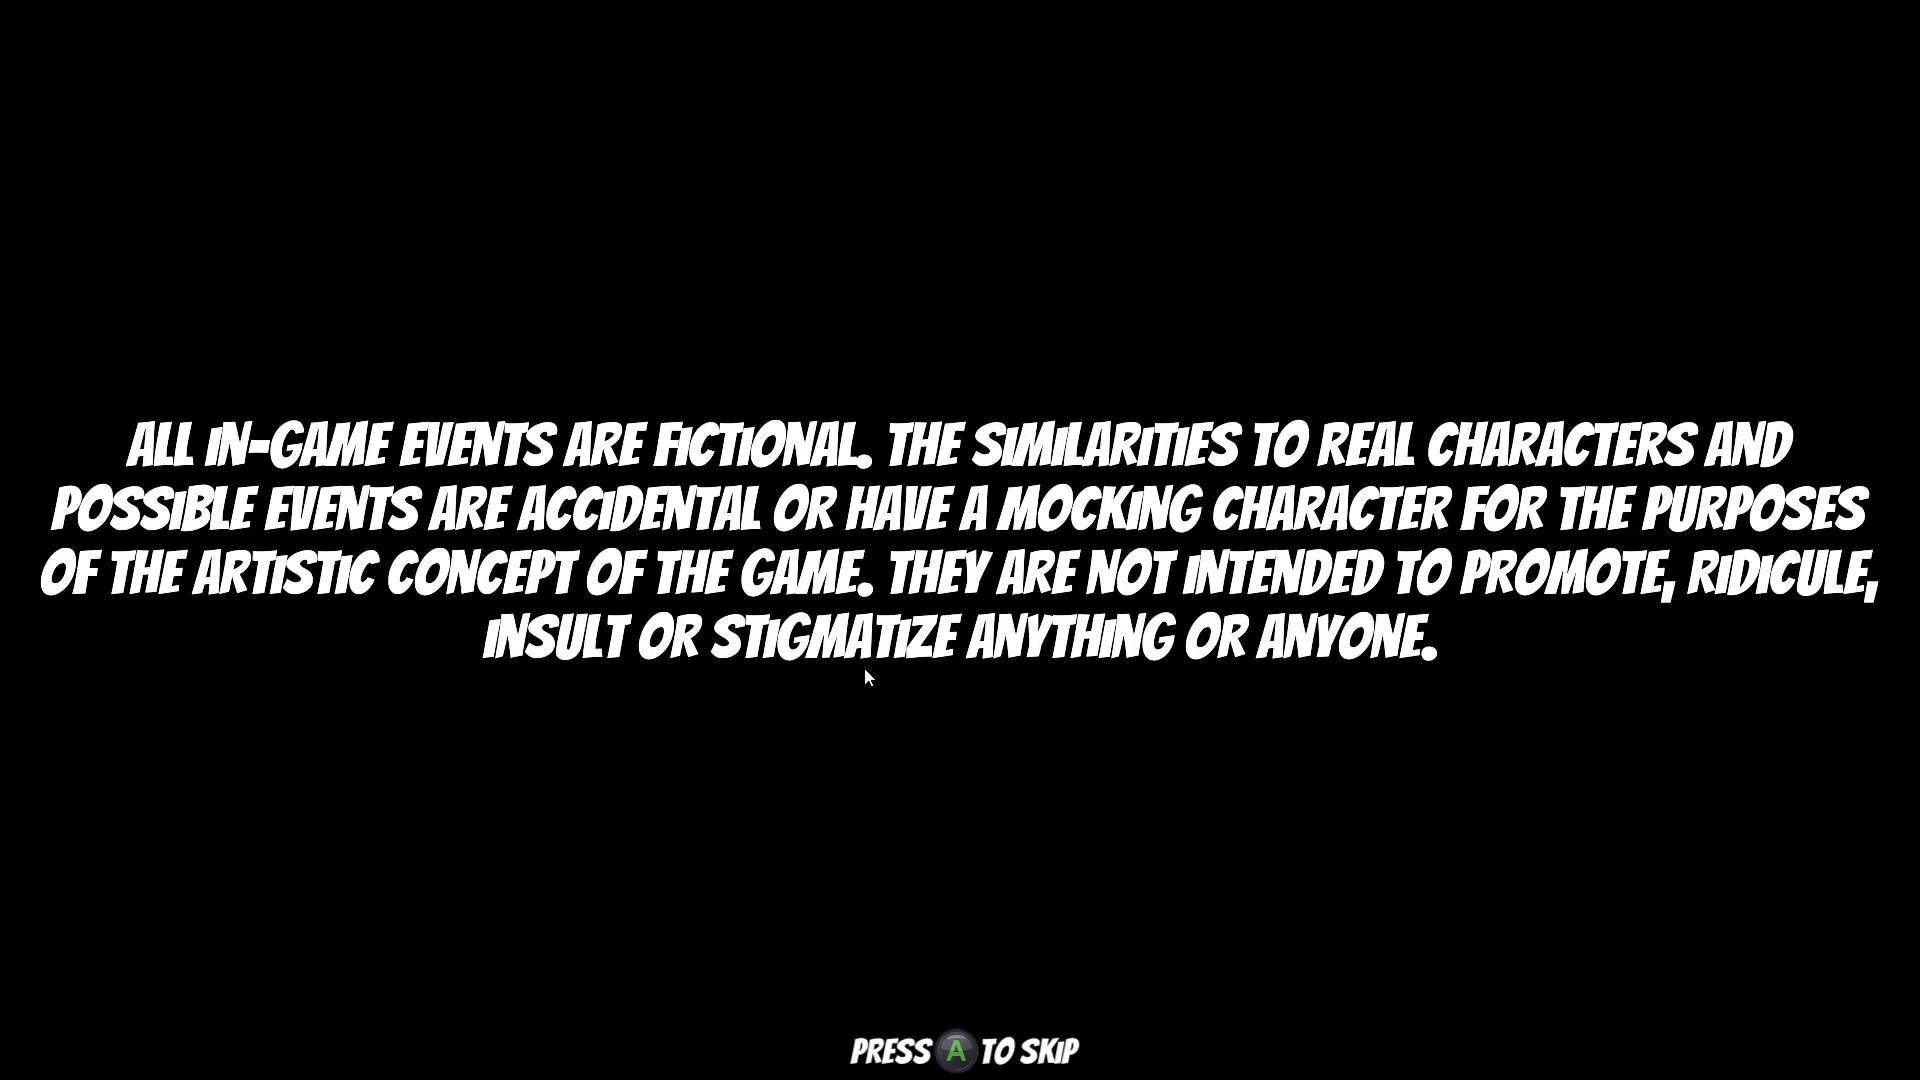 ALL IN-GAME EVENTS ARE FICTIONAL. THE SIMILARITIES TO REAL CHARACTERS AND
POSSIBLE EVENTS ARE ACCIDENTAL OR HAVE A MOCKING CHARACTER FOR THE PURPOSES
OF THE ARTISTIC CONCEPT OF THE GAME. THEY ARE NOT INTENDED TO PROMOTE, RIDICULE,
INSULT OR STIGMATIZE ANYTHING OR ANYONE.
PRESS A TO SKIP